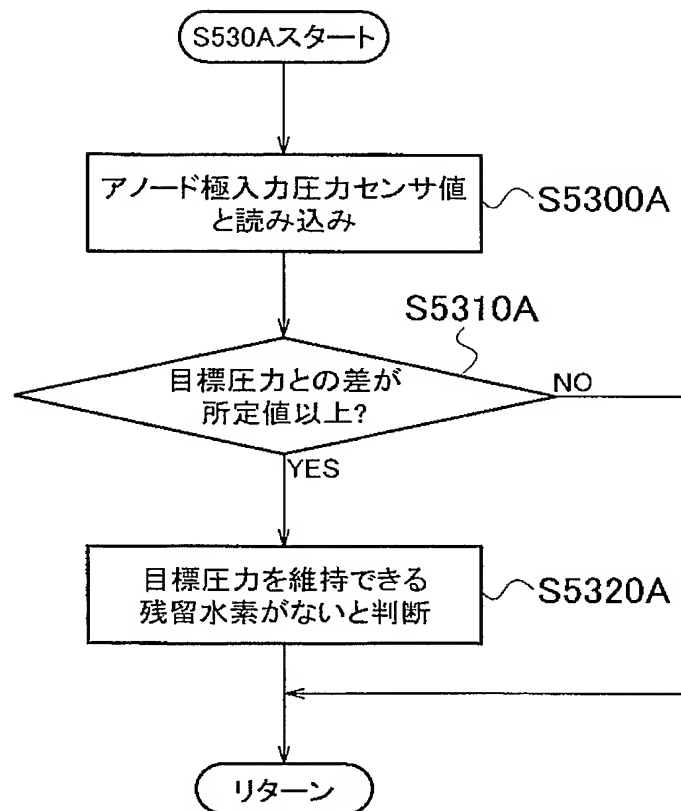 S530Aスタート
アノード極入力圧力センサ値
と読み込み
S5300A
S5310A
目標圧力との差が
所定値以上?
NO
YES
目標圧力を維持できる
残留水素がないと判断
S5320A
リターン